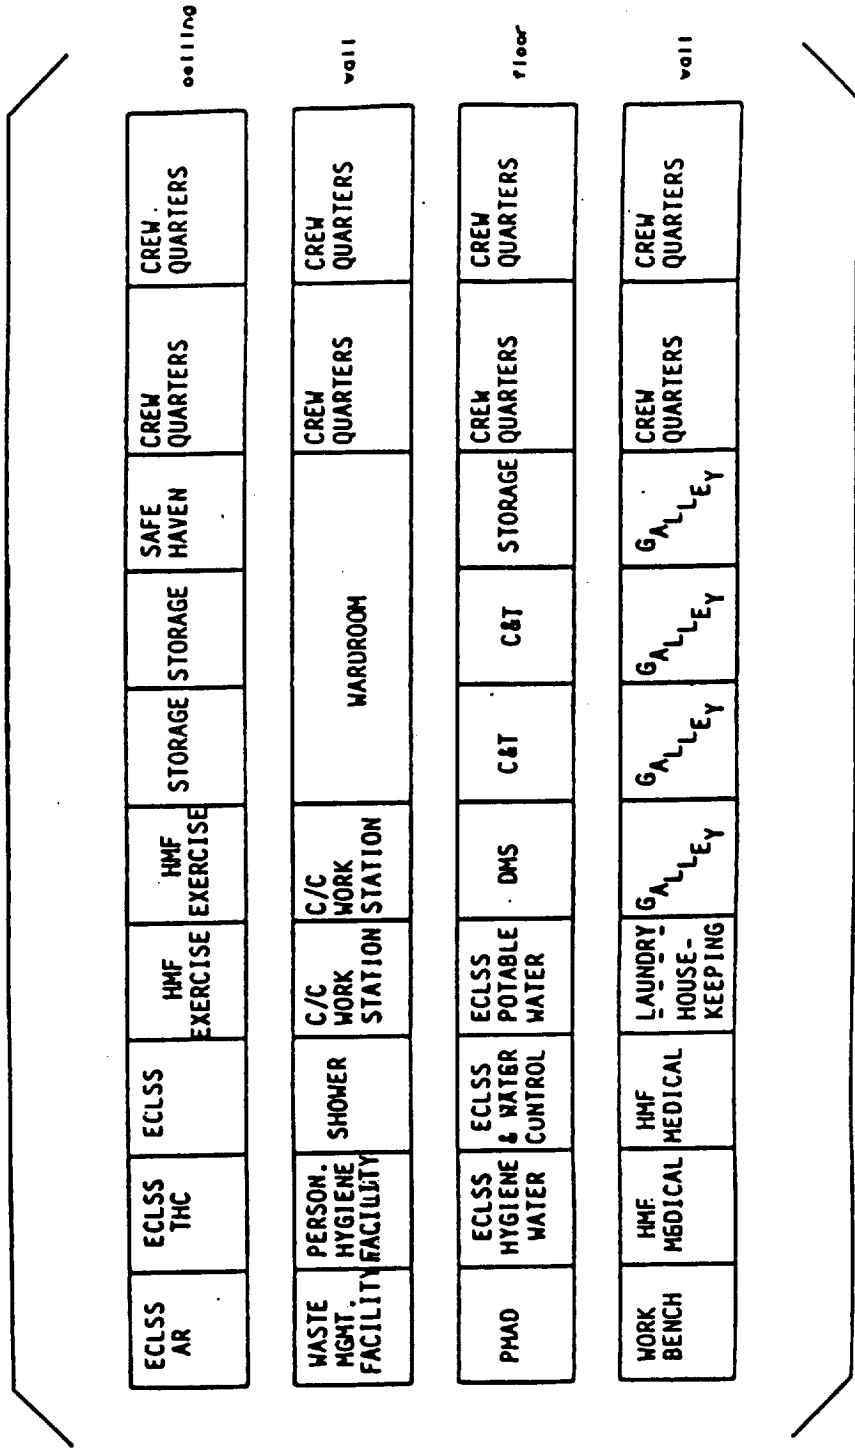 ceiling
CREW
QUARTERS
CREW
QUARTERS
SAFE
HAVEN
STORAGE
STORAGE
HMF
EXERCISE
HMF
EXERCISE
ECLSS
ECLSS
THC
ECLSS
AR
wall
CREW
QUARTERS
CREW
QUARTERS
WARDROOM
C/C
WORK
STATION
C/C
WORK
STATION
SHOWER
PERSON.
HYGIENE
FACILITY
WASTE
MGMT.
FACILITY
floor
CREW
QUARTERS
CREW
QUARTERS
STORAGE
C&T
C&T
DMS
ECLSS
POTABLE
WATER
ECLSS
& WATER
CUNTROL
ECLSS
HYGIENE
WATER
PMAD
wall
CREW
QUARTERS
CREW
QUARTERS
GALLEY
GALLEY
GALLEY
GALLEY
LAUNDRY
HOUSE-
KEEPING
HMF
MEDICAL
HMF
MEDICAL
WORK
BENCH